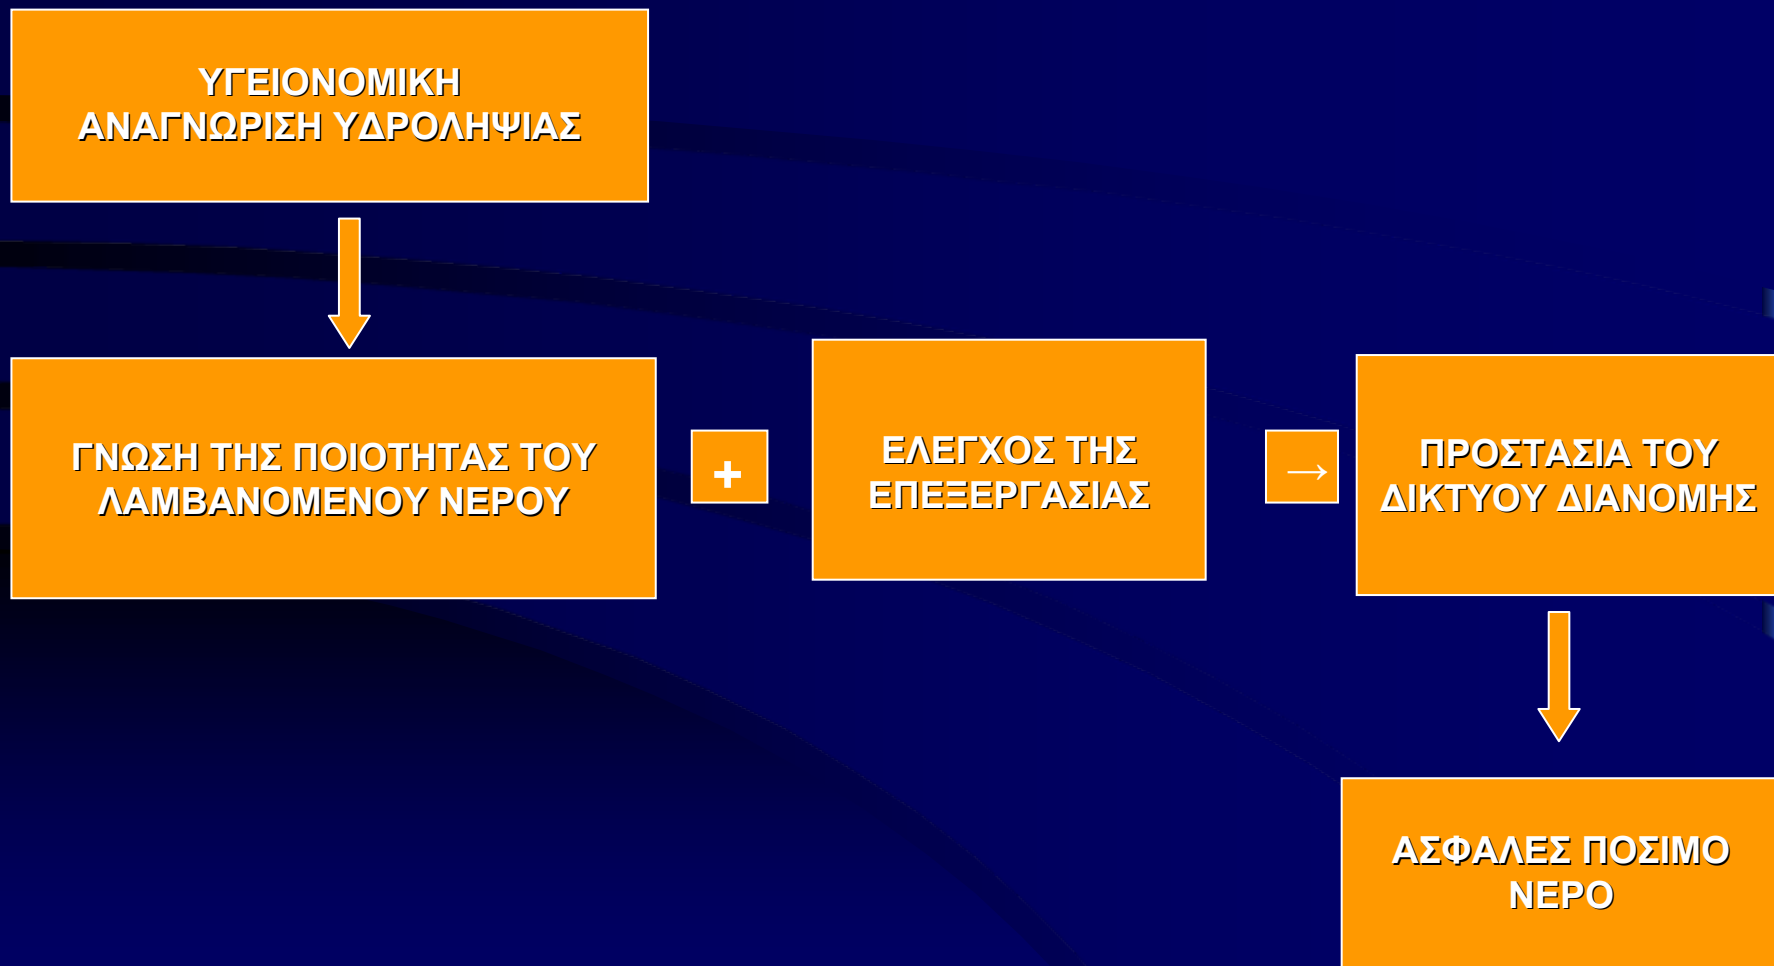 ΥΓΕΙΟΝΟΜΙΚΗ
ΑΝΑΓΝΩΡΙΣΗ ΥΔΡΟΛΗΨΙΑΣ
ΓΝΩΣΗ ΤΗΣ ΠΟΙΟΤΗΤΑΣ ΤΟΥ
ΛΑΜΒΑΝΟΜΕΝΟΥ ΝΕΡΟΥ
+
ΕΛΕΓΧΟΣ ΤΗΣ
ΕΠΕΞΕΡΓΑΣΙΑΣ
→
ΠΡΟΣΤΑΣΙΑ ΤΟΥ
ΔΙΚΤΥΟΥ ΔΙΑΝΟΜΗΣ
ΑΣΦΑΛΕΣ ΠΟΣΙΜΟ
ΝΕΡΟ